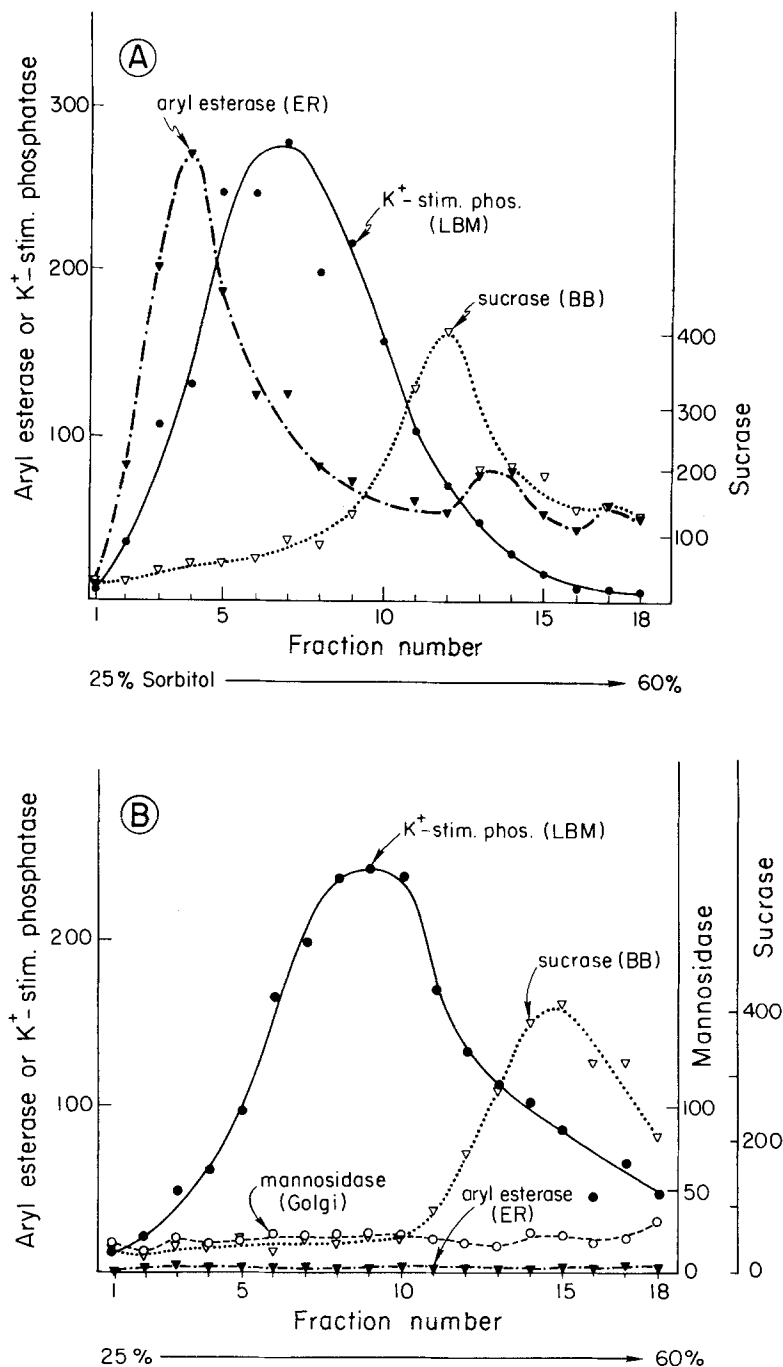 A
Aryl esterase or K+-stim. phosphatase
300
200
100
aryl esterase (ER)
K+-stim. phos.
(LBM)
sucrase (BB)
Sucrase
400
300
200
100
1 5 10 15 18
Fraction number
25% Sorbitol 60%
B
Aryl esterase or K+-stim. phosphatase
200
100
K+-stim. phos. (LBM)
sucrase (BB)
mannosidase
(Golgi)
aryl esterase
(ER)
Mannosidase
100
50
0
Sucrase
400
200
0
1 5 10 15 18
Fraction number
25% 60%